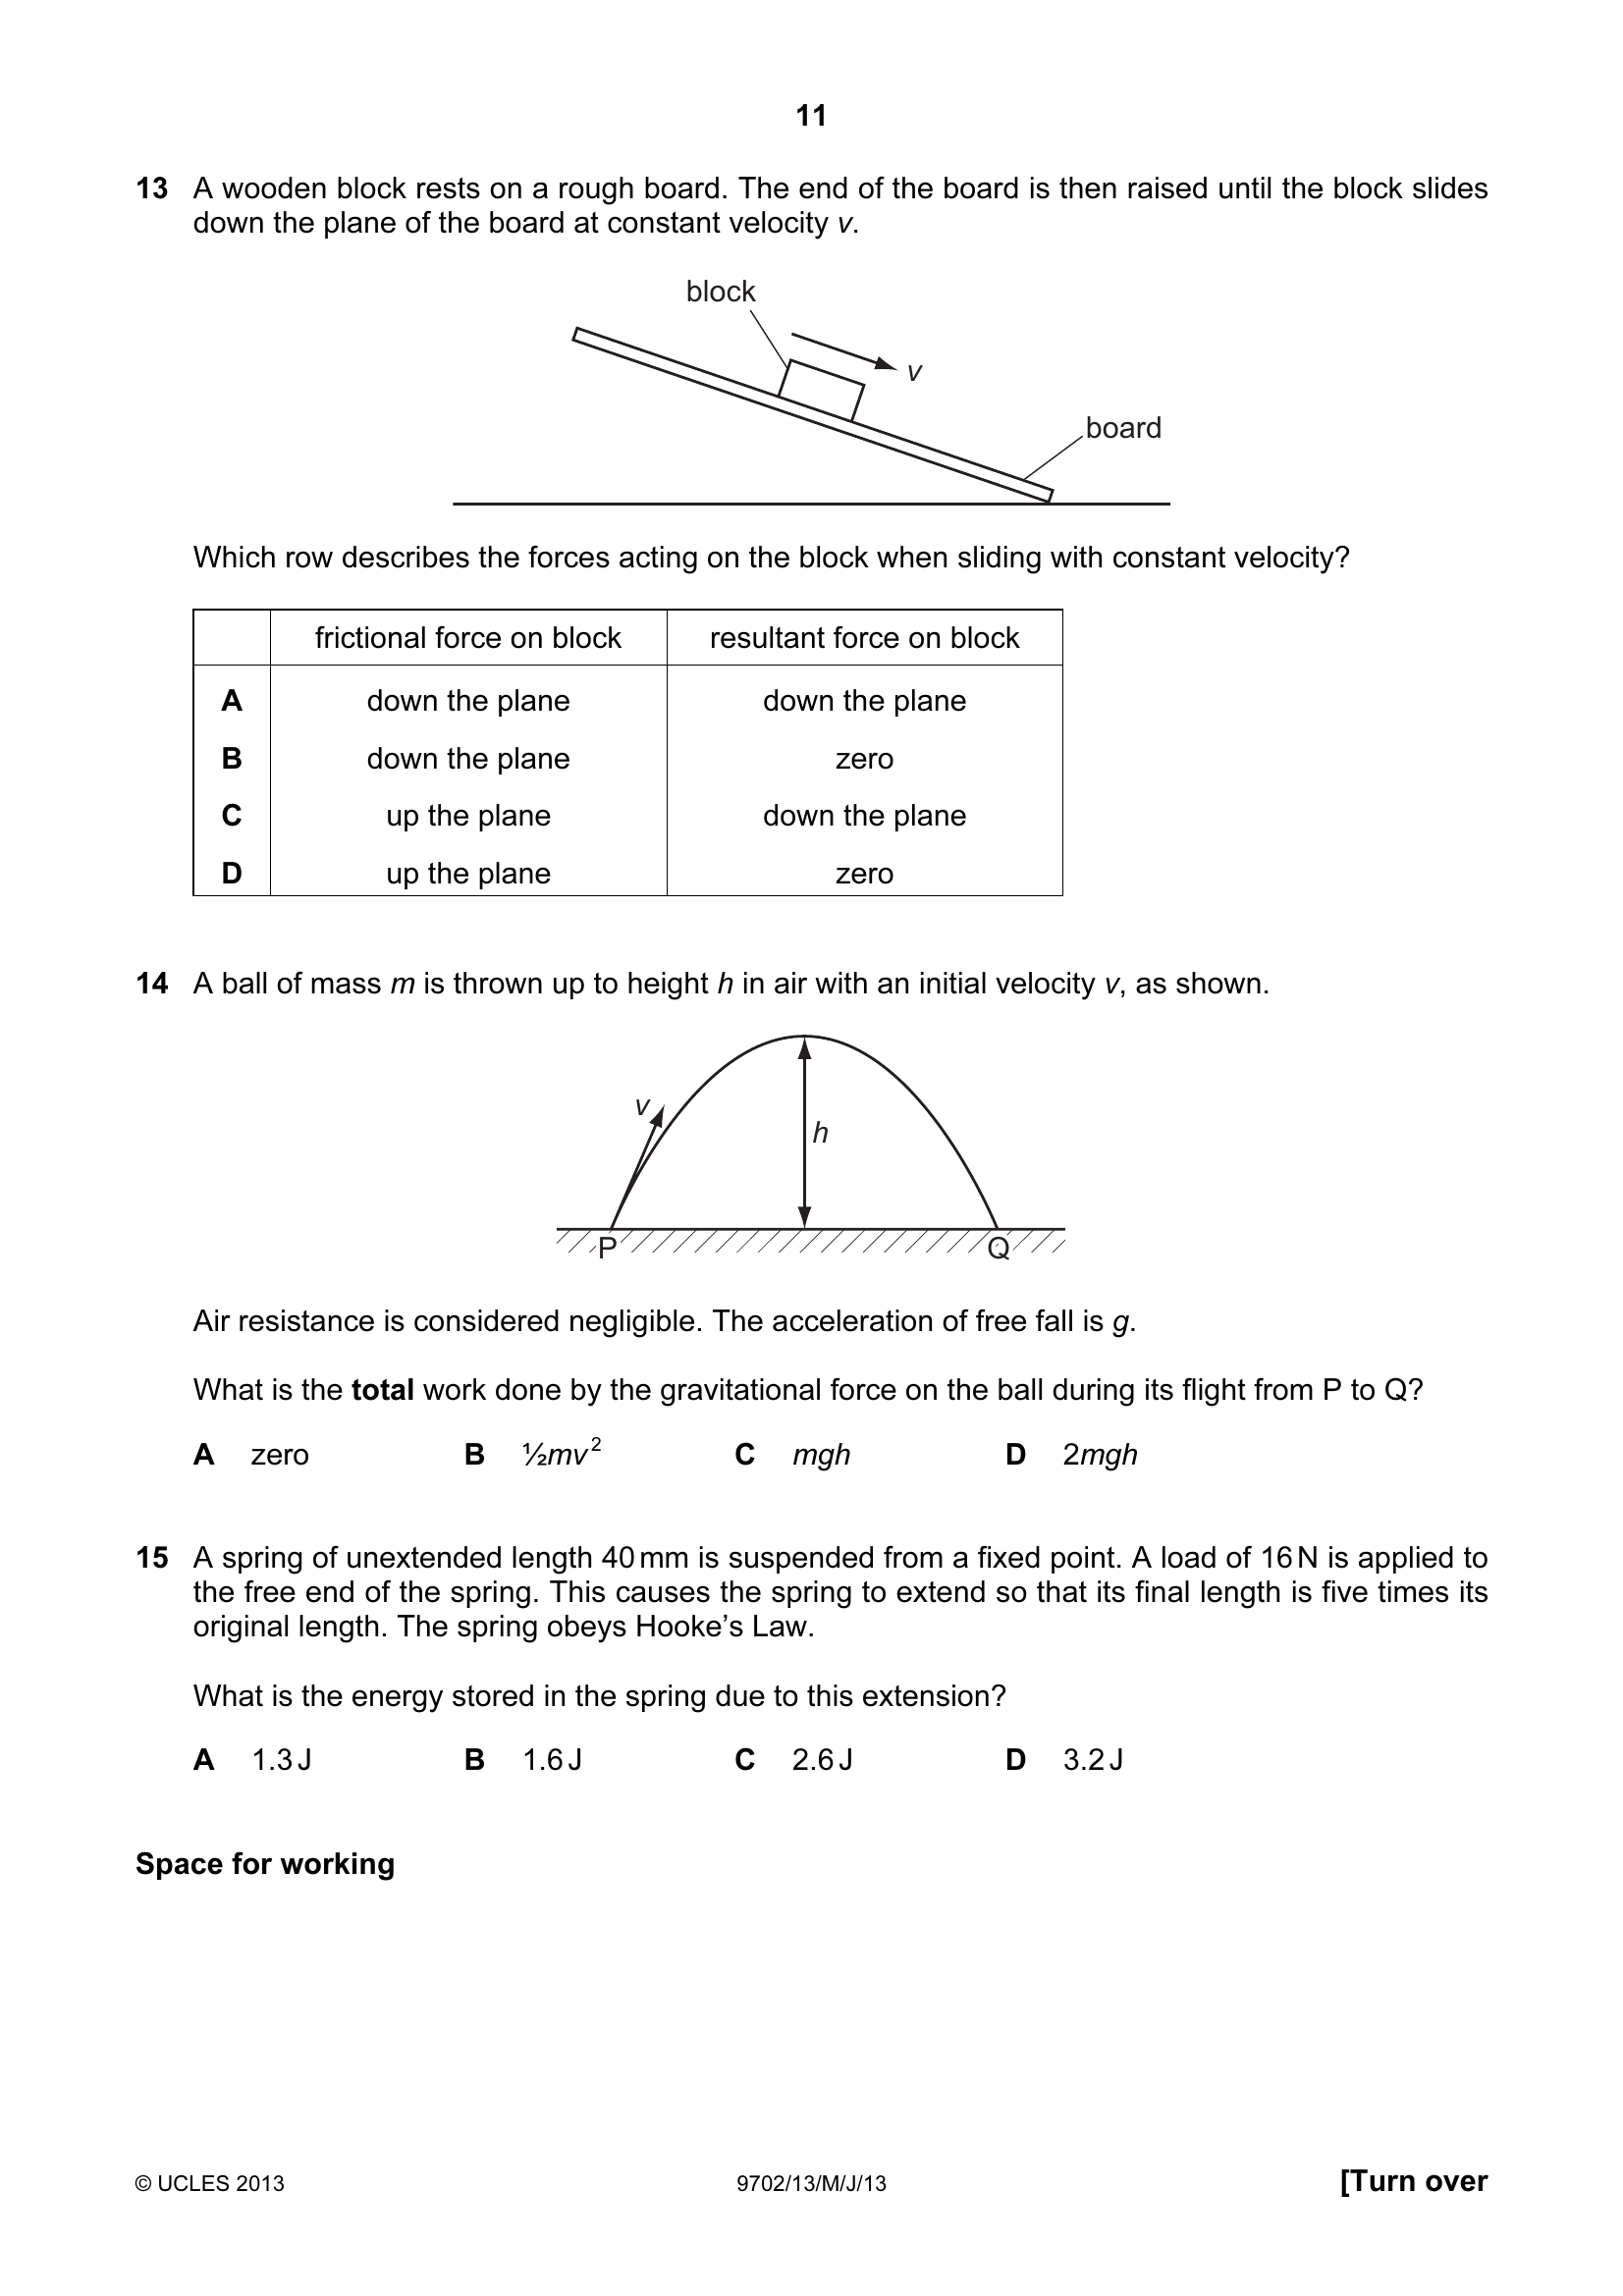 11
13 A wooden block rests on a rough board. The end of the board is then raised until the block slides
down the plane of the board at constant velocity v.
block
v
board
Which row describes the forces acting on the block when sliding with constant velocity?
frictional force on block resultant force on block
A down the plane down the plane
B down the plane zero
C up the plane down the plane
D up the plane zero
14 A ball of mass m is thrown up to height h in air with an initial velocity v, as shown.
v
h
P Q
Air resistance is considered negligible. The acceleration of free fall is g.
What is the total work done by the gravitational force on the ball during its flight from P to Q?
A zero B ½mv² C mgh D 2mgh
15 A spring of unextended length 40 mm is suspended from a fixed point. A load of 16 N is applied to
the free end of the spring. This causes the spring to extend so that its final length is five times its
original length. The spring obeys Hooke’s Law.
What is the energy stored in the spring due to this extension?
A 1.3 J B 1.6 J C 2.6 J D 3.2 J
Space for working
© UCLES 2013 9702/13/M/J/13 [Turn over